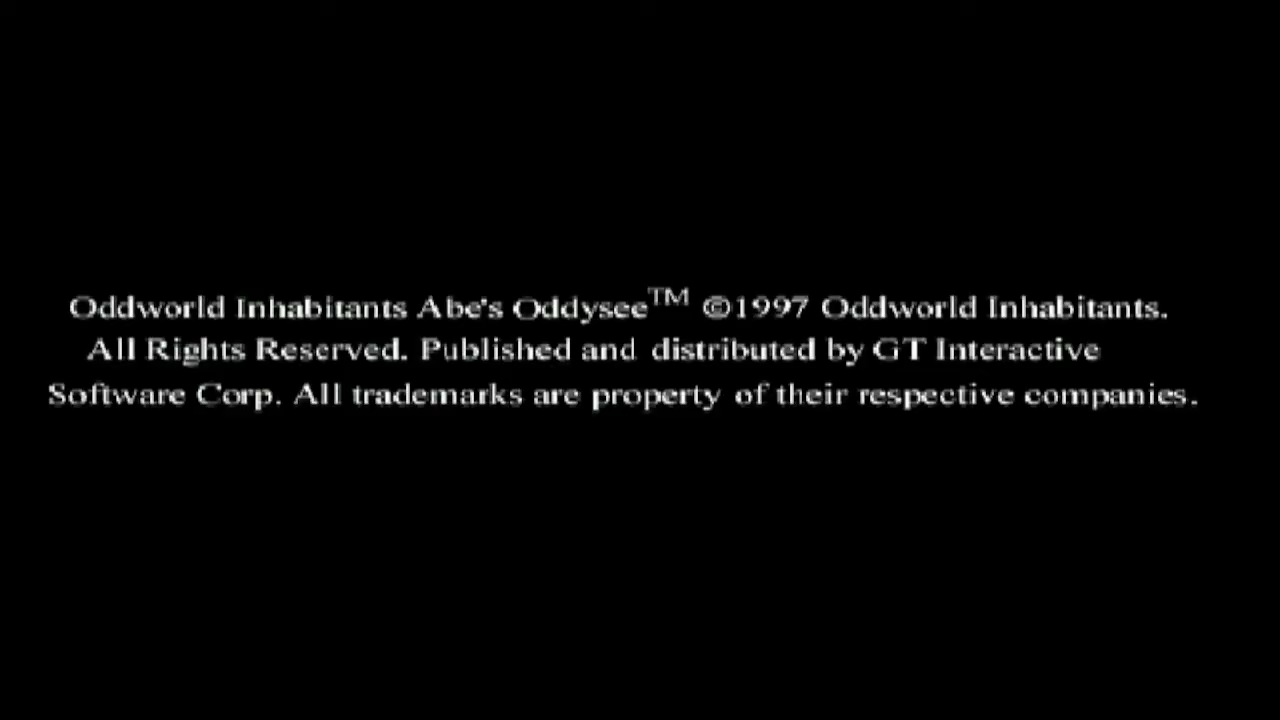 Oddworld Inhabitants Abe's Oddysee™ ©1997 Oddworld Inhabitants.
All Rights Reserved. Published and distributed by GT Interactive
Software Corp. All trademarks are property of their respective companies.